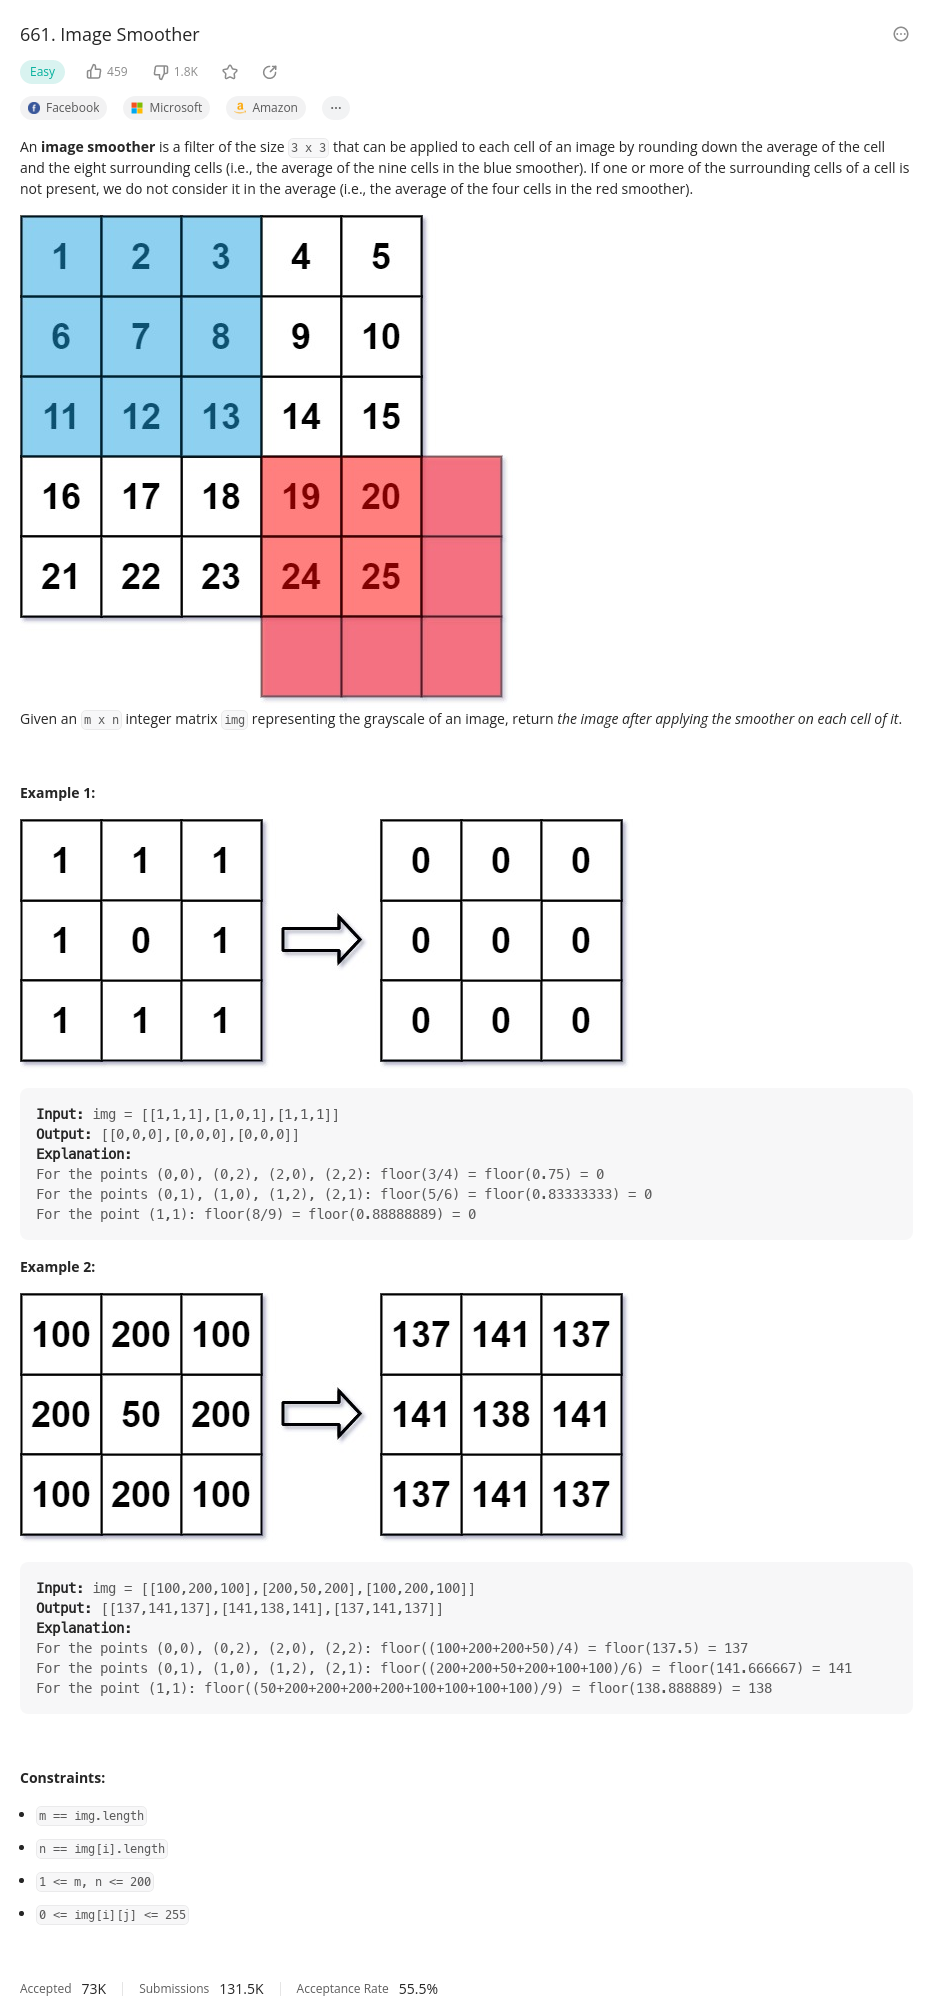 661. Image Smoother
Easy 459 1.8K
Facebook Microsoft Amazon ···
An image smoother is a filter of the size 3 x 3 that can be applied to each cell of an image by rounding down the average of the cell
and the eight surrounding cells (i.e., the average of the nine cells in the blue smoother). If one or more of the surrounding cells of a cell is
not present, we do not consider it in the average (i.e., the average of the four cells in the red smoother).
1 2 3 4 5
6 7 8 9 10
11 12 13 14 15
16 17 18 19 20
21 22 23 24 25
Given an m x n integer matrix img representing the grayscale of an image, return the image after applying the smoother on each cell of it.
Example 1:
1 1 1 0 0 0
1 0 1 0 0 0
1 1 1 0 0 0
Input: img = [[1,1,1],[1,0,1],[1,1,1]]
Output: [[0,0,0],[0,0,0],[0,0,0]]
Explanation:
For the points (0,0), (0,2), (2,0), (2,2): floor(3/4) = floor(0.75) = 0
For the points (0,1), (1,0), (1,2), (2,1): floor(5/6) = floor(0.83333333) = 0
For the point (1,1): floor(8/9) = floor(0.88888889) = 0
Example 2:
100 200 100 137 141 137
200 50 200 141 138 141
100 200 100 137 141 137
Input: img = [[100,200,100],[200,50,200],[100,200,100]]
Output: [[137,141,137],[141,138,141],[137,141,137]]
Explanation:
For the points (0,0), (0,2), (2,0), (2,2): floor((100+200+200+50)/4) = floor(137.5) = 137
For the points (0,1), (1,0), (1,2), (2,1): floor((200+200+50+200+100+100)/6) = floor(141.666667) = 141
For the point (1,1): floor((50+200+200+200+200+100+100+100+100)/9) = floor(138.888889) = 138
Constraints:
m == img.length
n == img[i].length
1 <= m, n <= 200
0 <= img[i][j] <= 255
Accepted 73K Submissions 131.5K Acceptance Rate 55.5%